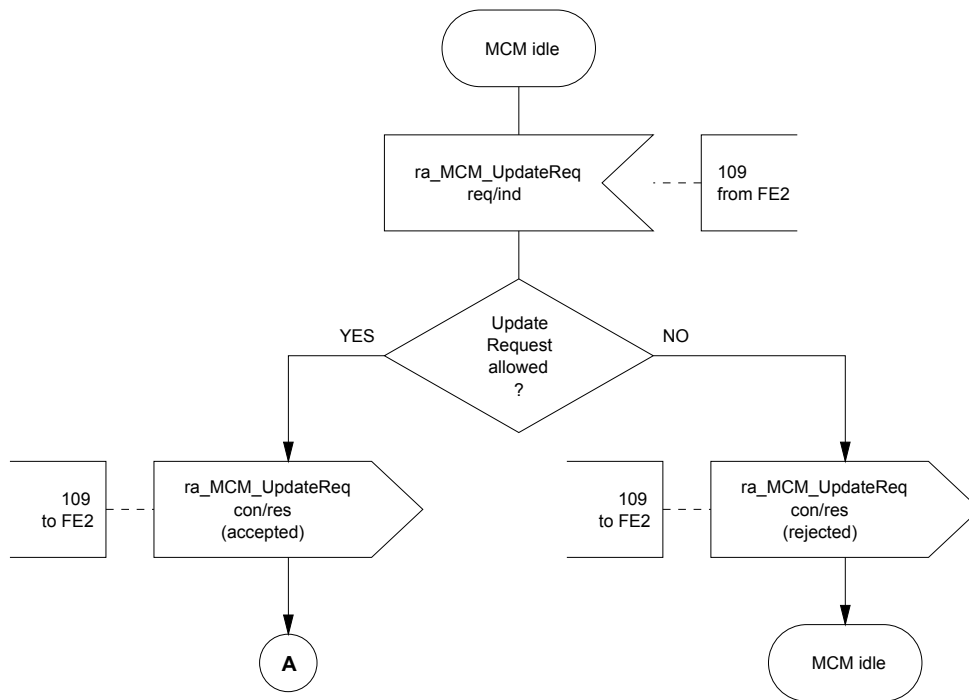 MCM idle
ra_MCM_UpdateReq
req/ind
109
from FE2
Update
Request
allowed
?
YES
NO
109
to FE2
ra_MCM_UpdateReq
con/res
(accepted)
109
to FE2
ra_MCM_UpdateReq
con/res
(rejected)
A
MCM idle